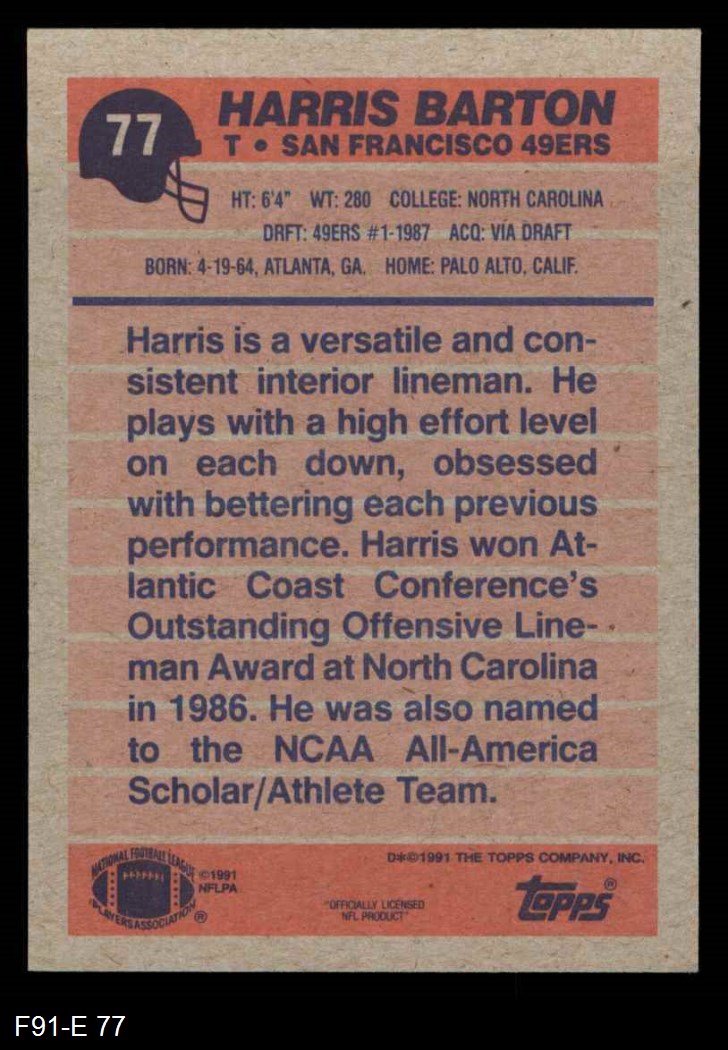 77
HARRIS BARTON
T • SAN FRANCISCO 49ERS
HT: 6'4" WT: 280 COLLEGE: NORTH CAROLINA
DRFT: 49ERS #1-1987 ACQ: VIA DRAFT
BORN: 4-19-64, ATLANTA, GA. HOME: PALO ALTO, CALIF.
Harris is a versatile and con-
sistent interior lineman. He
plays with a high effort level
on each down, obsessed
with bettering each previous
performance. Harris won At-
lantic Coast Conference's
Outstanding Offensive Line-
man Award at North Carolina
in 1986. He was also named
to the NCAA All-America
Scholar/Athlete Team.
NATIONAL FOOTBALL LEAGUE
PLAYERS ASSOCIATION ®
©1991
NFLPA
"OFFICIALLY LICENSED
NFL PRODUCT"
D✻©1991 THE TOPPS COMPANY, INC.
topps®
F91-E 77